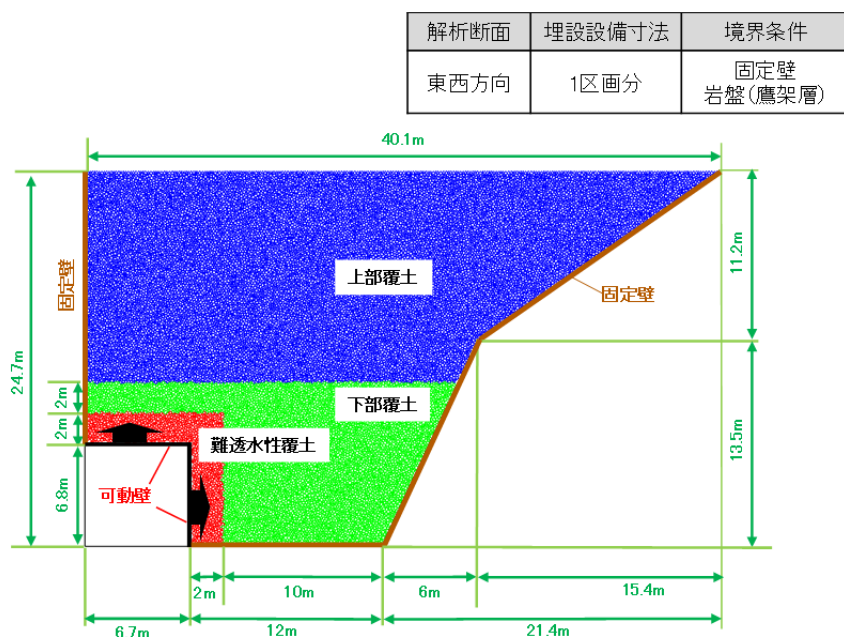 解析断面 埋設設備寸法 境界条件
東西方向 1区画分 固定壁
岩盤(鷹架層)
40.1m
上部覆土
固定壁
固定壁
11.2m
24.7m
2m
下部覆土
2m
難透水性覆土
可動壁
6.8m
13.5m
2m
10m
6m
15.4m
6.7m
12m
21.4m